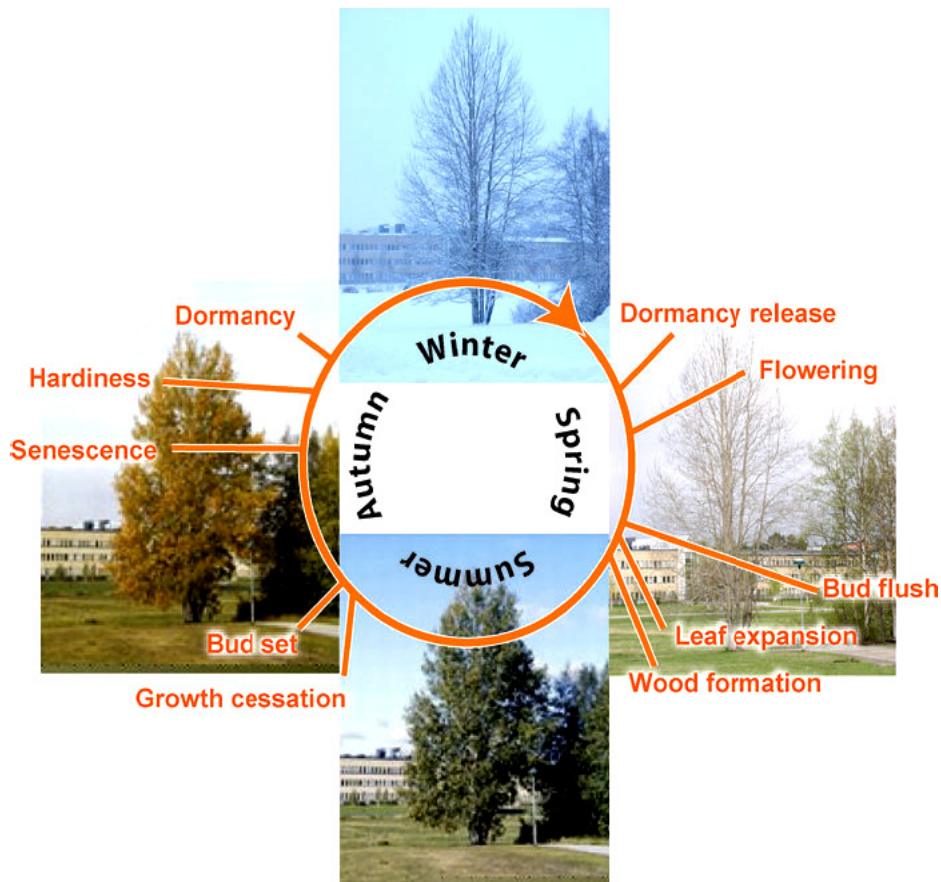 Dormancy
Dormancy release
Winter
Hardiness
Flowering
Senescence
Autumn
Spring
Summer
Bud flush
Bud set
Leaf expansion
Growth cessation
Wood formation